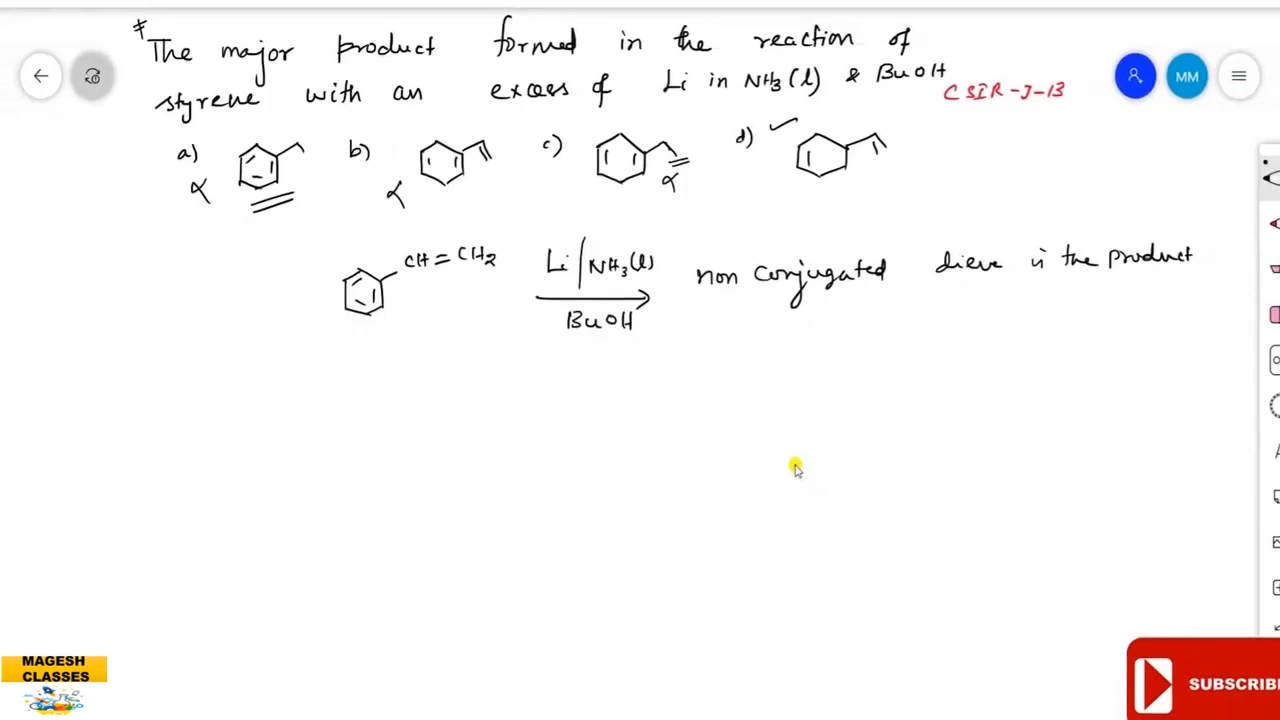 * The major product formed in the reaction of
styrene with an excess of Li in NH3(l) & BuOH CSIR-J-13
a) b) c) d)
CH=CH2 Li/NH3(l) non conjugated diene is the product
BuOH
MM
MAGESH
CLASSES
SUBSCRIBE